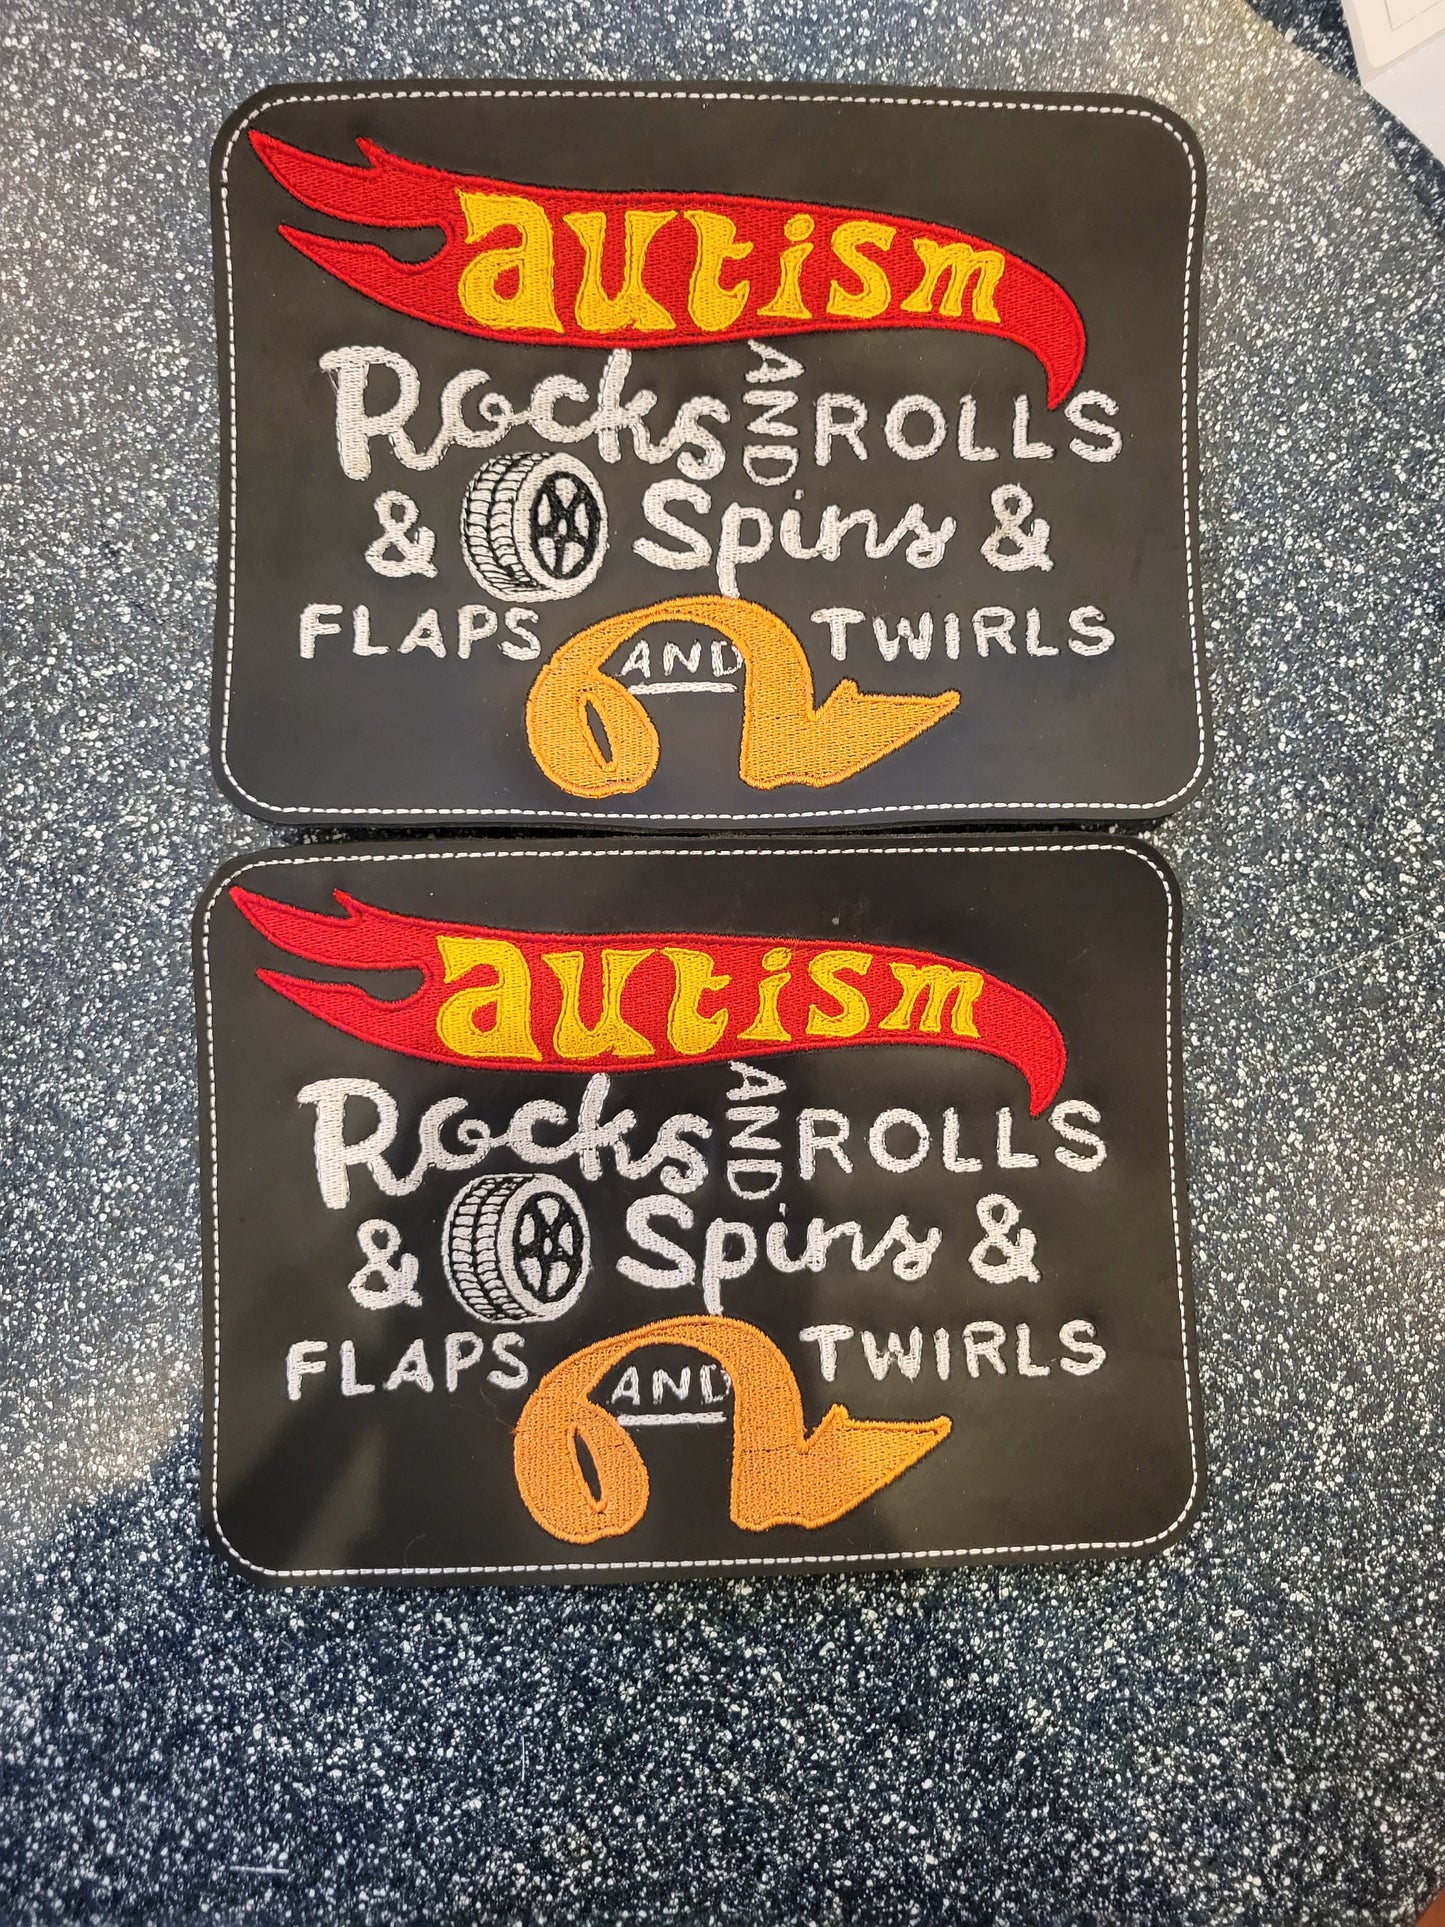 autism
Rocks AND ROLLS
& Spins &
FLAPS AND TWIRLS
autism
Rocks AND ROLLS
& Spins &
FLAPS AND TWIRLS